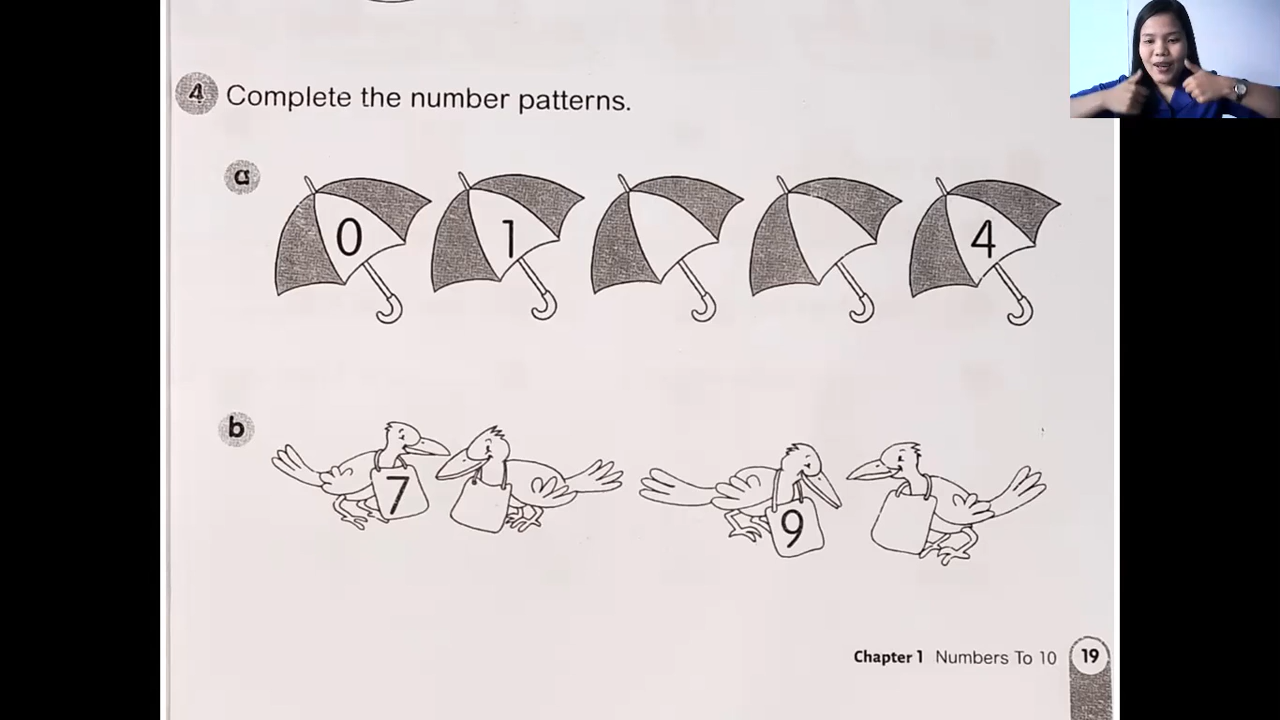 4 Complete the number patterns.
a
0 1 4
b
7 9
Chapter 1 Numbers To 10 19